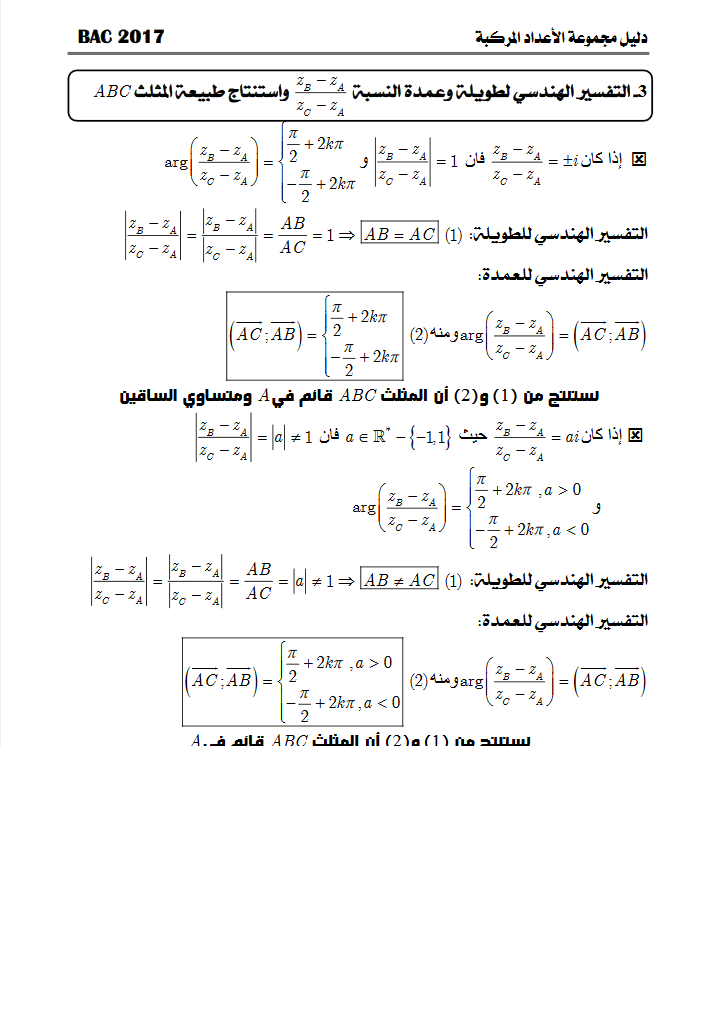 دليل مجموعة الأعداد المركبة BAC 2017
3ـ التفسير الهندسي لطويلة وعمدة النسبة $\frac{z_B - z_A}{z_C - z_A}$ واستنتاج طبيعة المثلث $ABC$
☒ إذا كان $\frac{z_B - z_A}{z_C - z_A} = \pm i$ فان $\left|\frac{z_B - z_A}{z_C - z_A}\right| = 1$ و $\arg\left(\frac{z_B - z_A}{z_C - z_A}\right) = \begin{cases} \frac{\pi}{2} + 2k\pi \\ -\frac{\pi}{2} + 2k\pi \end{cases}$
التفسير الهندسي للطويلة: (1) $\left|\frac{z_B - z_A}{z_C - z_A}\right| = \frac{|z_B - z_A|}{|z_C - z_A|} = \frac{AB}{AC} = 1 \Rightarrow \boxed{AB = AC}$
التفسير الهندسي للعمدة:
$\arg\left(\frac{z_B - z_A}{z_C - z_A}\right) = \left(\overrightarrow{AC};\overrightarrow{AB}\right)$ ومنه (2) $\boxed{\left(\overrightarrow{AC};\overrightarrow{AB}\right) = \begin{cases} \frac{\pi}{2} + 2k\pi \\ -\frac{\pi}{2} + 2k\pi \end{cases}}$
نستنتج من (1) و(2) أن المثلث $ABC$ قائم في $A$ ومتساوي الساقين
☒ إذا كان $\frac{z_B - z_A}{z_C - z_A} = ai$ حيث $a \in \mathbb{R}^* - \{-1,1\}$ فان $\left|\frac{z_B - z_A}{z_C - z_A}\right| = |a| \neq 1$
و $\arg\left(\frac{z_B - z_A}{z_C - z_A}\right) = \begin{cases} \frac{\pi}{2} + 2k\pi \ , a > 0 \\ -\frac{\pi}{2} + 2k\pi \ , a < 0 \end{cases}$
التفسير الهندسي للطويلة: (1) $\left|\frac{z_B - z_A}{z_C - z_A}\right| = \frac{|z_B - z_A|}{|z_C - z_A|} = \frac{AB}{AC} = |a| \neq 1 \Rightarrow \boxed{AB \neq AC}$
التفسير الهندسي للعمدة:
$\arg\left(\frac{z_B - z_A}{z_C - z_A}\right) = \left(\overrightarrow{AC};\overrightarrow{AB}\right)$ ومنه (2) $\boxed{\left(\overrightarrow{AC};\overrightarrow{AB}\right) = \begin{cases} \frac{\pi}{2} + 2k\pi \ , a > 0 \\ -\frac{\pi}{2} + 2k\pi \ , a < 0 \end{cases}}$
نستنتج من (1) و(2) أن المثلث $ABC$ قائم في $A$